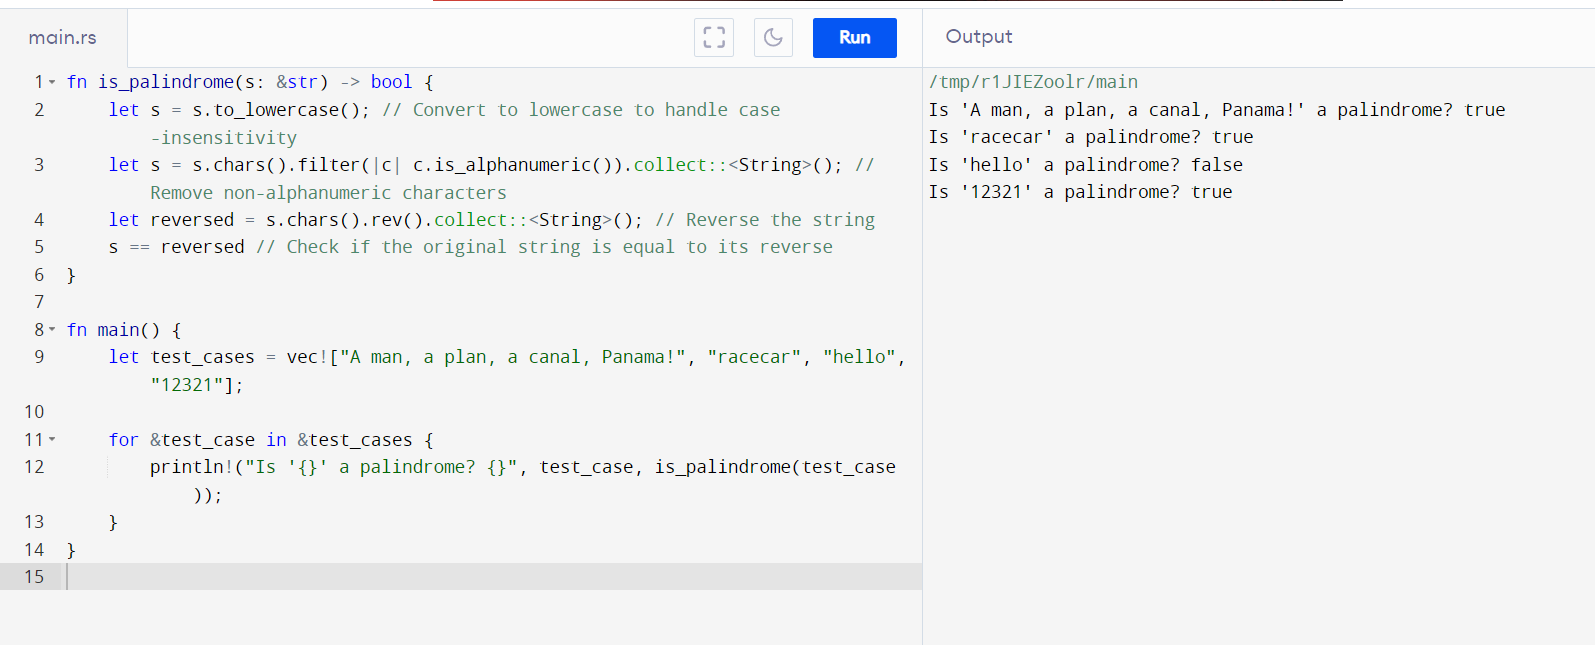 main.rs
Run
Output
1 fn is_palindrome(s: &str) -> bool {
2     let s = s.to_lowercase(); // Convert to lowercase to handle case
        -insensitivity
3     let s = s.chars().filter(|c| c.is_alphanumeric()).collect::<String>(); //
        Remove non-alphanumeric characters
4     let reversed = s.chars().rev().collect::<String>(); // Reverse the string
5     s == reversed // Check if the original string is equal to its reverse
6 }
7
8 fn main() {
9     let test_cases = vec!["A man, a plan, a canal, Panama!", "racecar", "hello",
        "12321"];
10
11     for &test_case in &test_cases {
12         println!("Is '{}' a palindrome? {}", test_case, is_palindrome(test_case
            ));
13     }
14 }
15
/tmp/r1JIEZoolr/main
Is 'A man, a plan, a canal, Panama!' a palindrome? true
Is 'racecar' a palindrome? true
Is 'hello' a palindrome? false
Is '12321' a palindrome? true